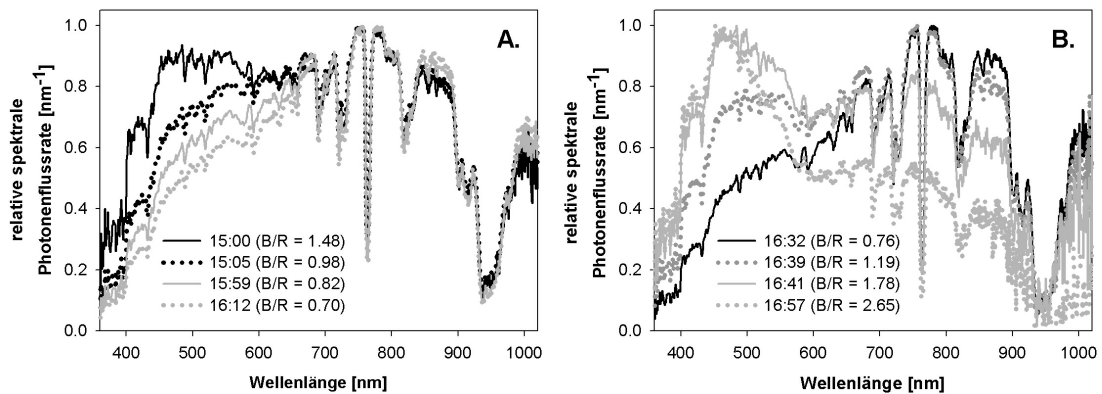 relative spektrale
Photonenflussrate [nm-1]
1.0
0.8
0.6
0.4
0.2
0.0
A.
15:00 (B/R = 1.48)
15:05 (B/R = 0.98)
15:59 (B/R = 0.82)
16:12 (B/R = 0.70)
400 500 600 700 800 900 1000
Wellenlänge [nm]
relative spektrale
Photonenflussrate [nm-1]
1.0
0.8
0.6
0.4
0.2
0.0
B.
16:32 (B/R = 0.76)
16:39 (B/R = 1.19)
16:41 (B/R = 1.78)
16:57 (B/R = 2.65)
400 500 600 700 800 900 1000
Wellenlänge [nm]